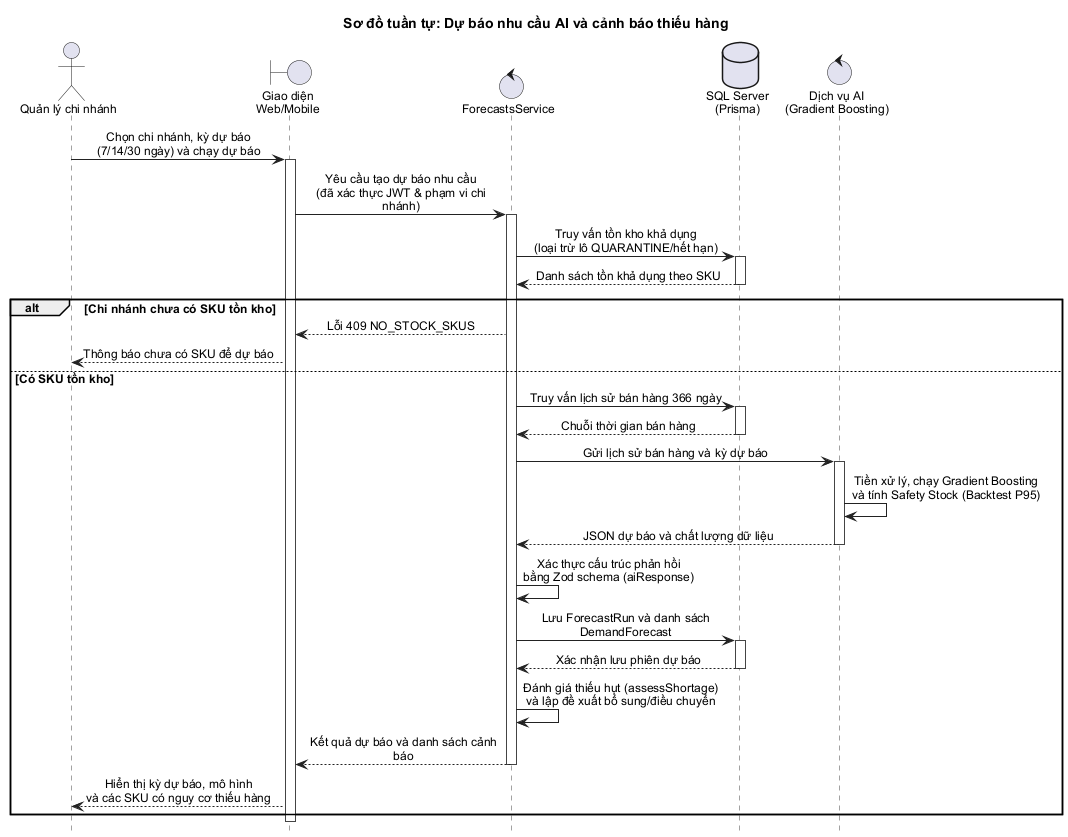 Sơ đồ tuần tự: Dự báo nhu cầu AI và cảnh báo thiếu hàng
Quản lý chi nhánh
Giao diện
Web/Mobile
ForecastsService
SQL Server
(Prisma)
Dịch vụ AI
(Gradient Boosting)
Chọn chi nhánh, kỳ dự báo
(7/14/30 ngày) và chạy dự báo
Yêu cầu tạo dự báo nhu cầu
(đã xác thực JWT & phạm vi chi
nhánh)
Truy vấn tồn kho khả dụng
(loại trừ lô QUARANTINE/hết hạn)
Danh sách tồn khả dụng theo SKU
alt
[Chi nhánh chưa có SKU tồn kho]
Lỗi 409 NO_STOCK_SKUS
Thông báo chưa có SKU để dự báo
[Có SKU tồn kho]
Truy vấn lịch sử bán hàng 366 ngày
Chuỗi thời gian bán hàng
Gửi lịch sử bán hàng và kỳ dự báo
Tiền xử lý, chạy Gradient Boosting
và tính Safety Stock (Backtest P95)
JSON dự báo và chất lượng dữ liệu
Xác thực cấu trúc phản hồi
bằng Zod schema (aiResponse)
Lưu ForecastRun và danh sách
DemandForecast
Xác nhận lưu phiên dự báo
Đánh giá thiếu hụt (assessShortage)
và lập đề xuất bổ sung/điều chuyển
Kết quả dự báo và danh sách cảnh
báo
Hiển thị kỳ dự báo, mô hình
và các SKU có nguy cơ thiếu hàng